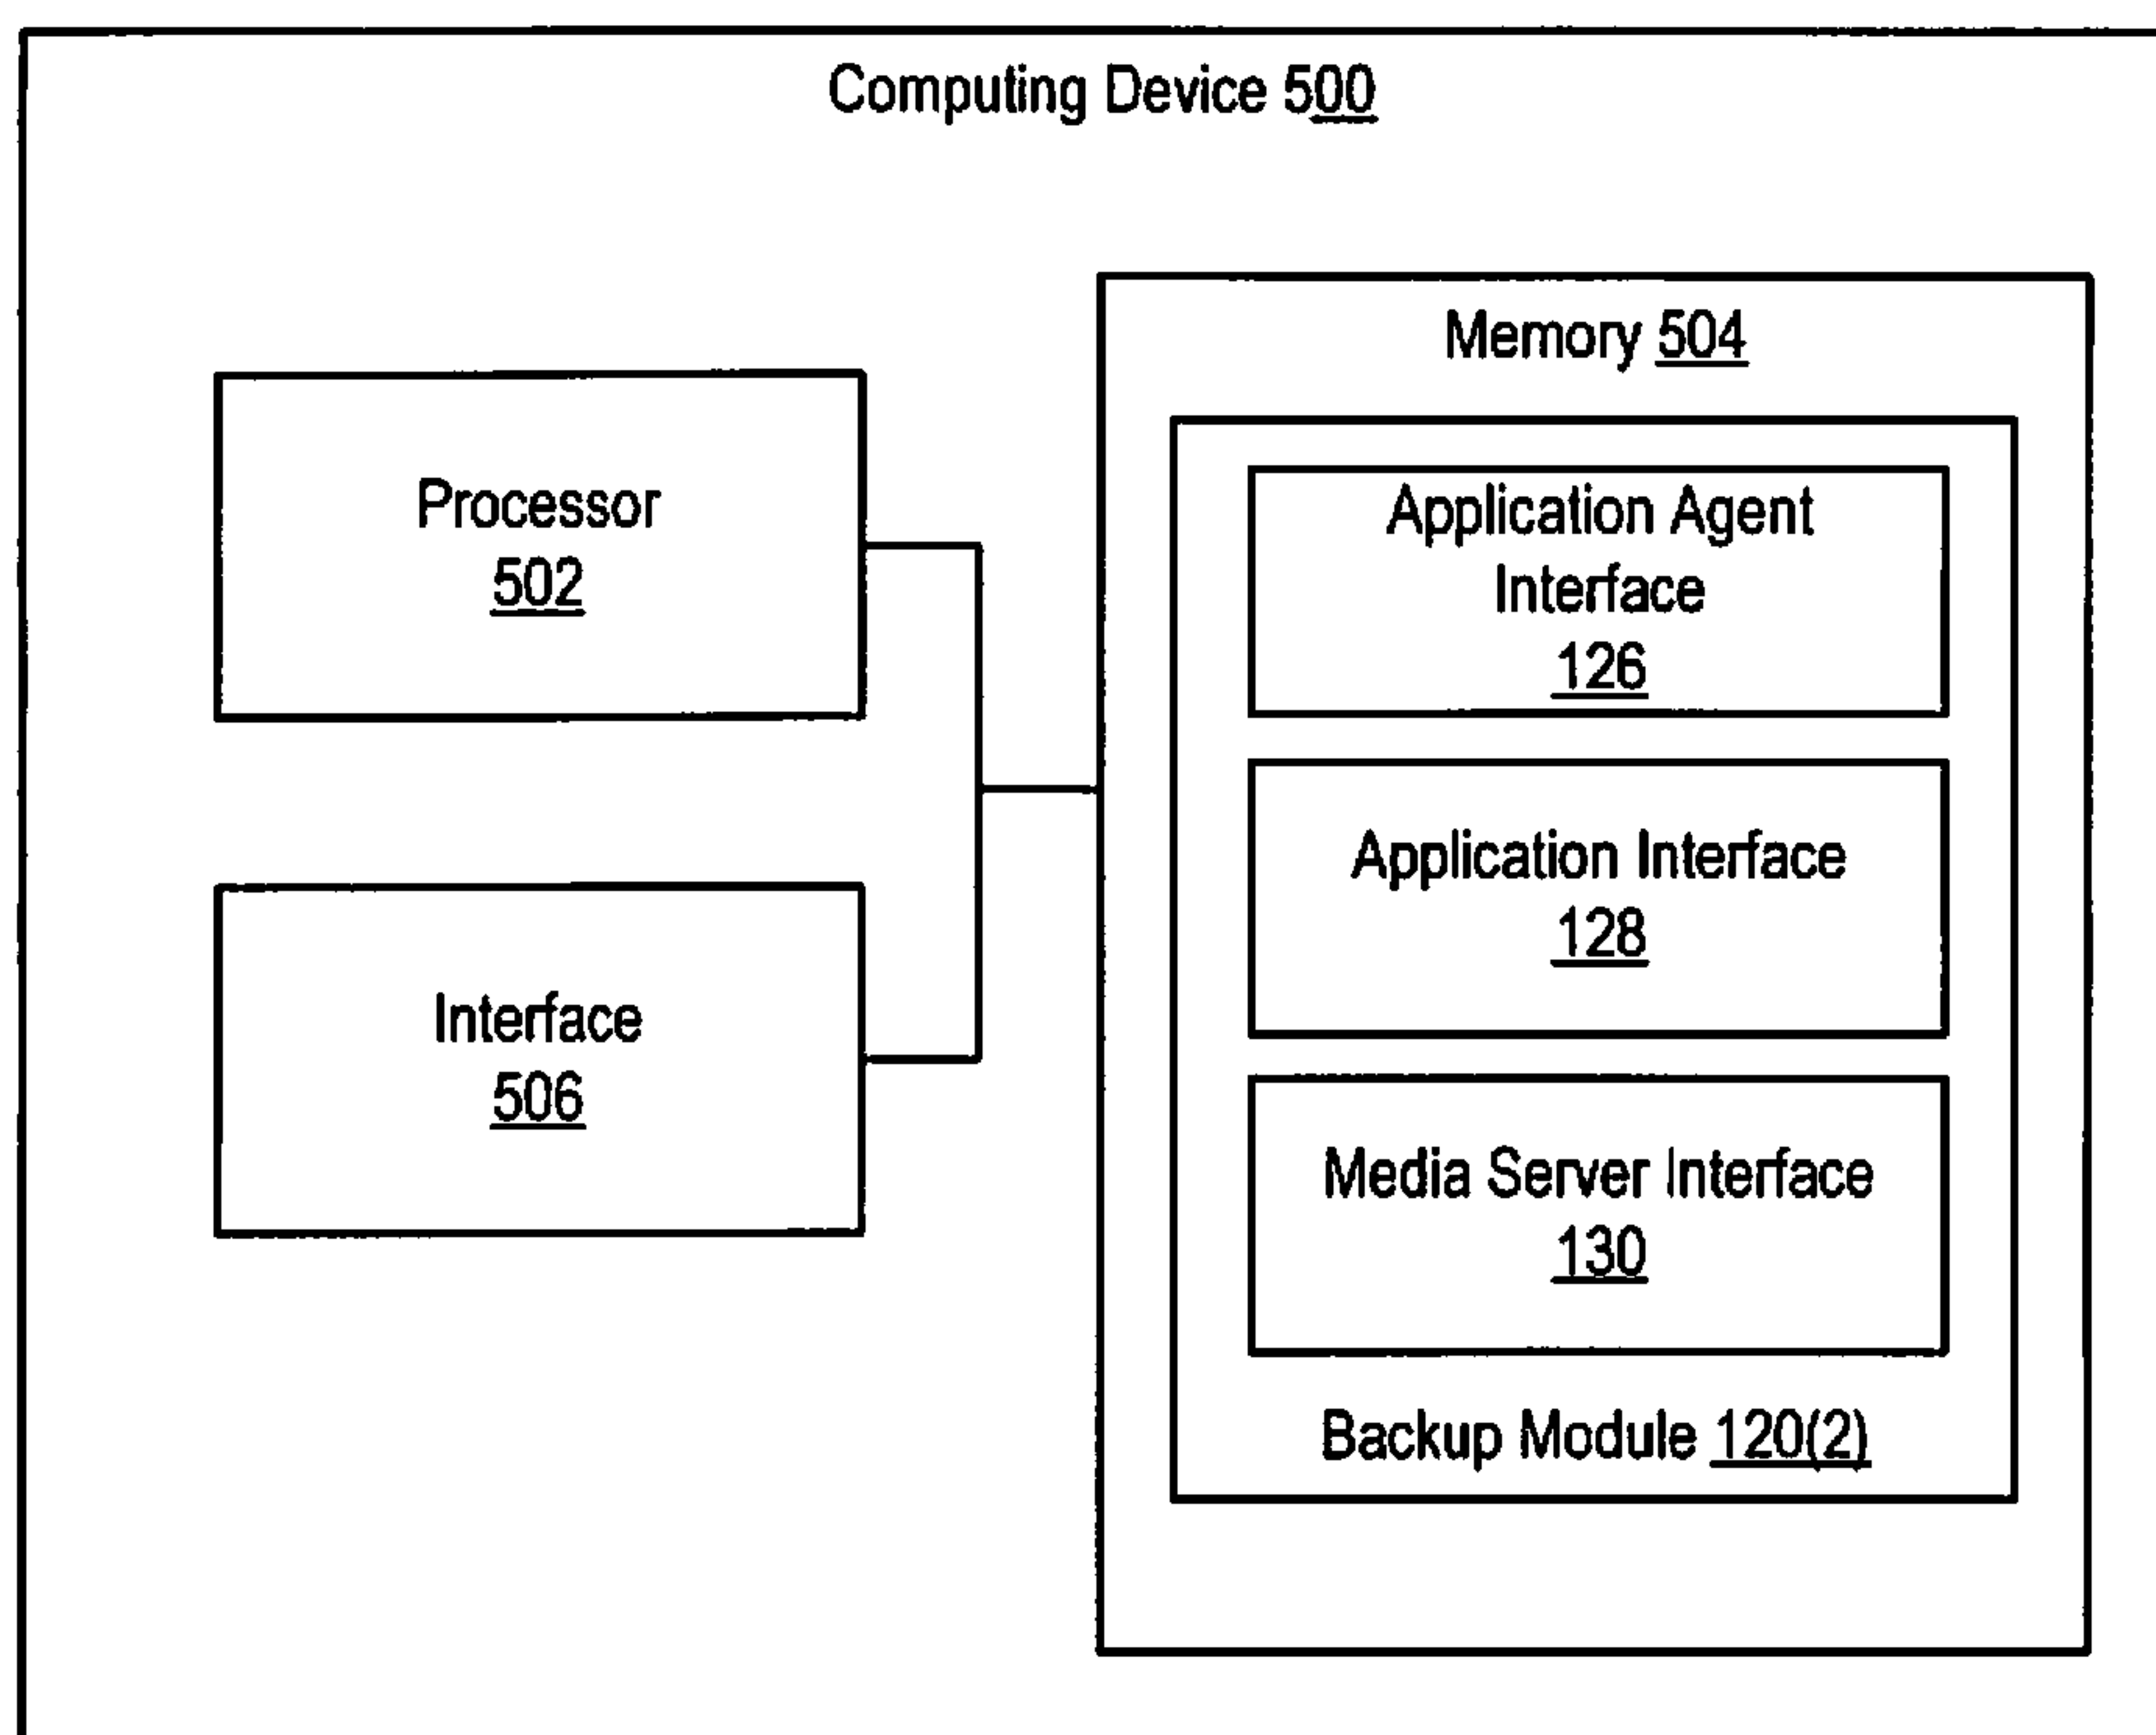 Computing Device 500
Memory 504
Processor
502
Application Agent
Interface
126
Application Interface
128
Interface
506
Media Server Interface
130
Backup Module 120(2)